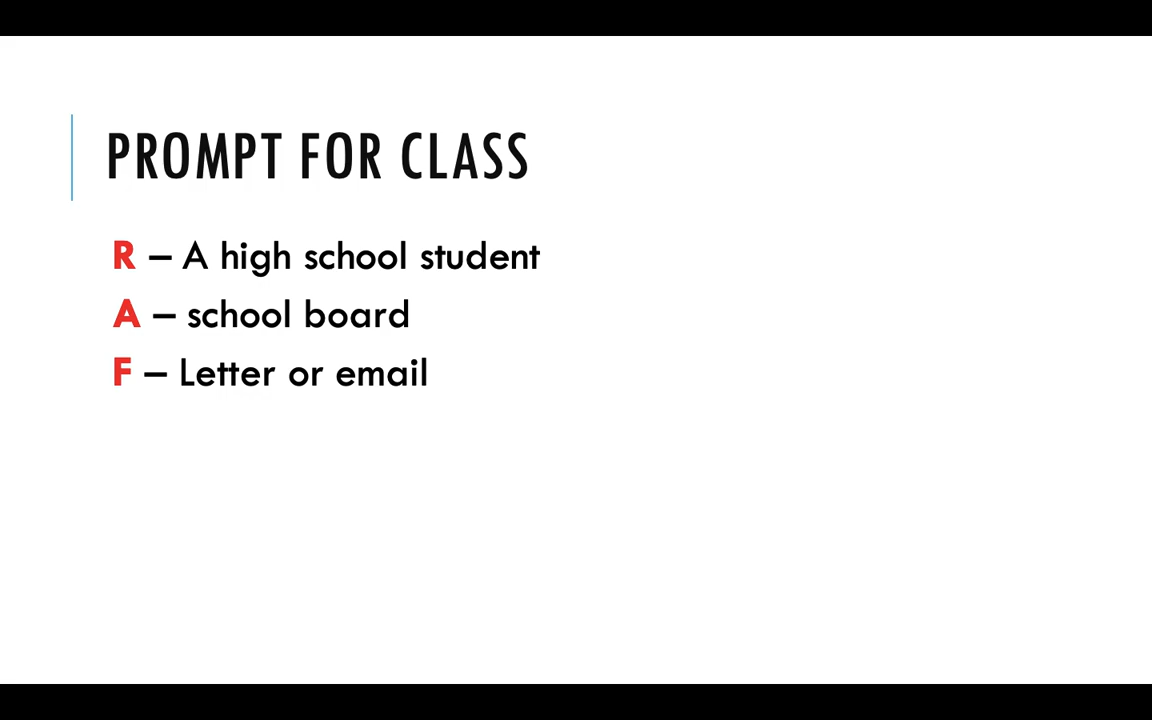 PROMPT FOR CLASS
R – A high school student
A – school board
F – Letter or email